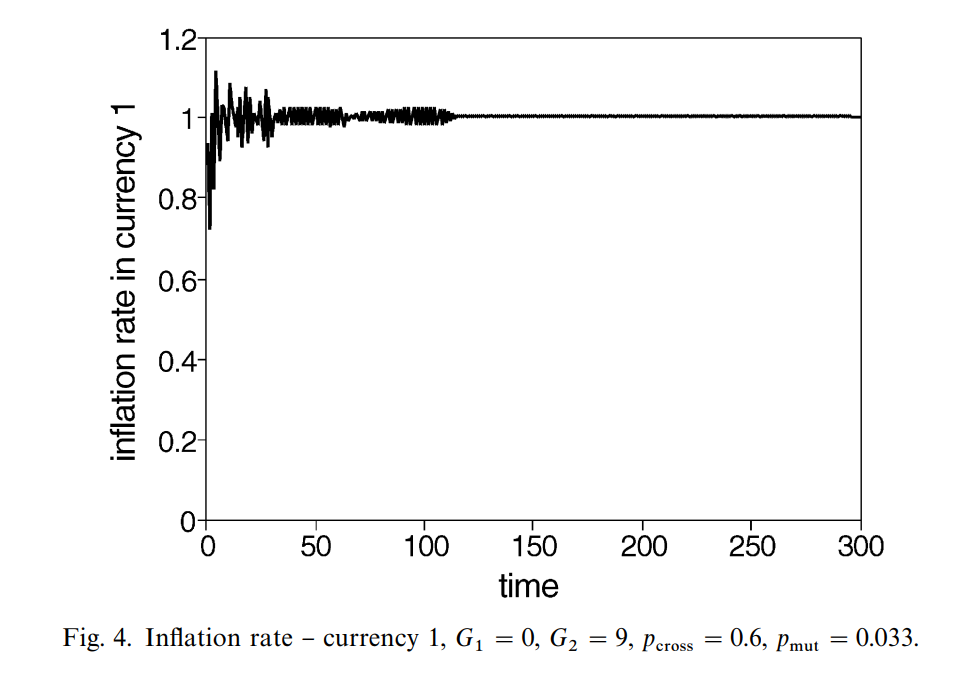 1.2
1
0.8
0.6
0.4
0.2
0
inflation rate in currency 1
0 50 100 150 200 250 300
time
Fig. 4. Inflation rate – currency 1, G₁ = 0, G₂ = 9, p_cross = 0.6, p_mut = 0.033.